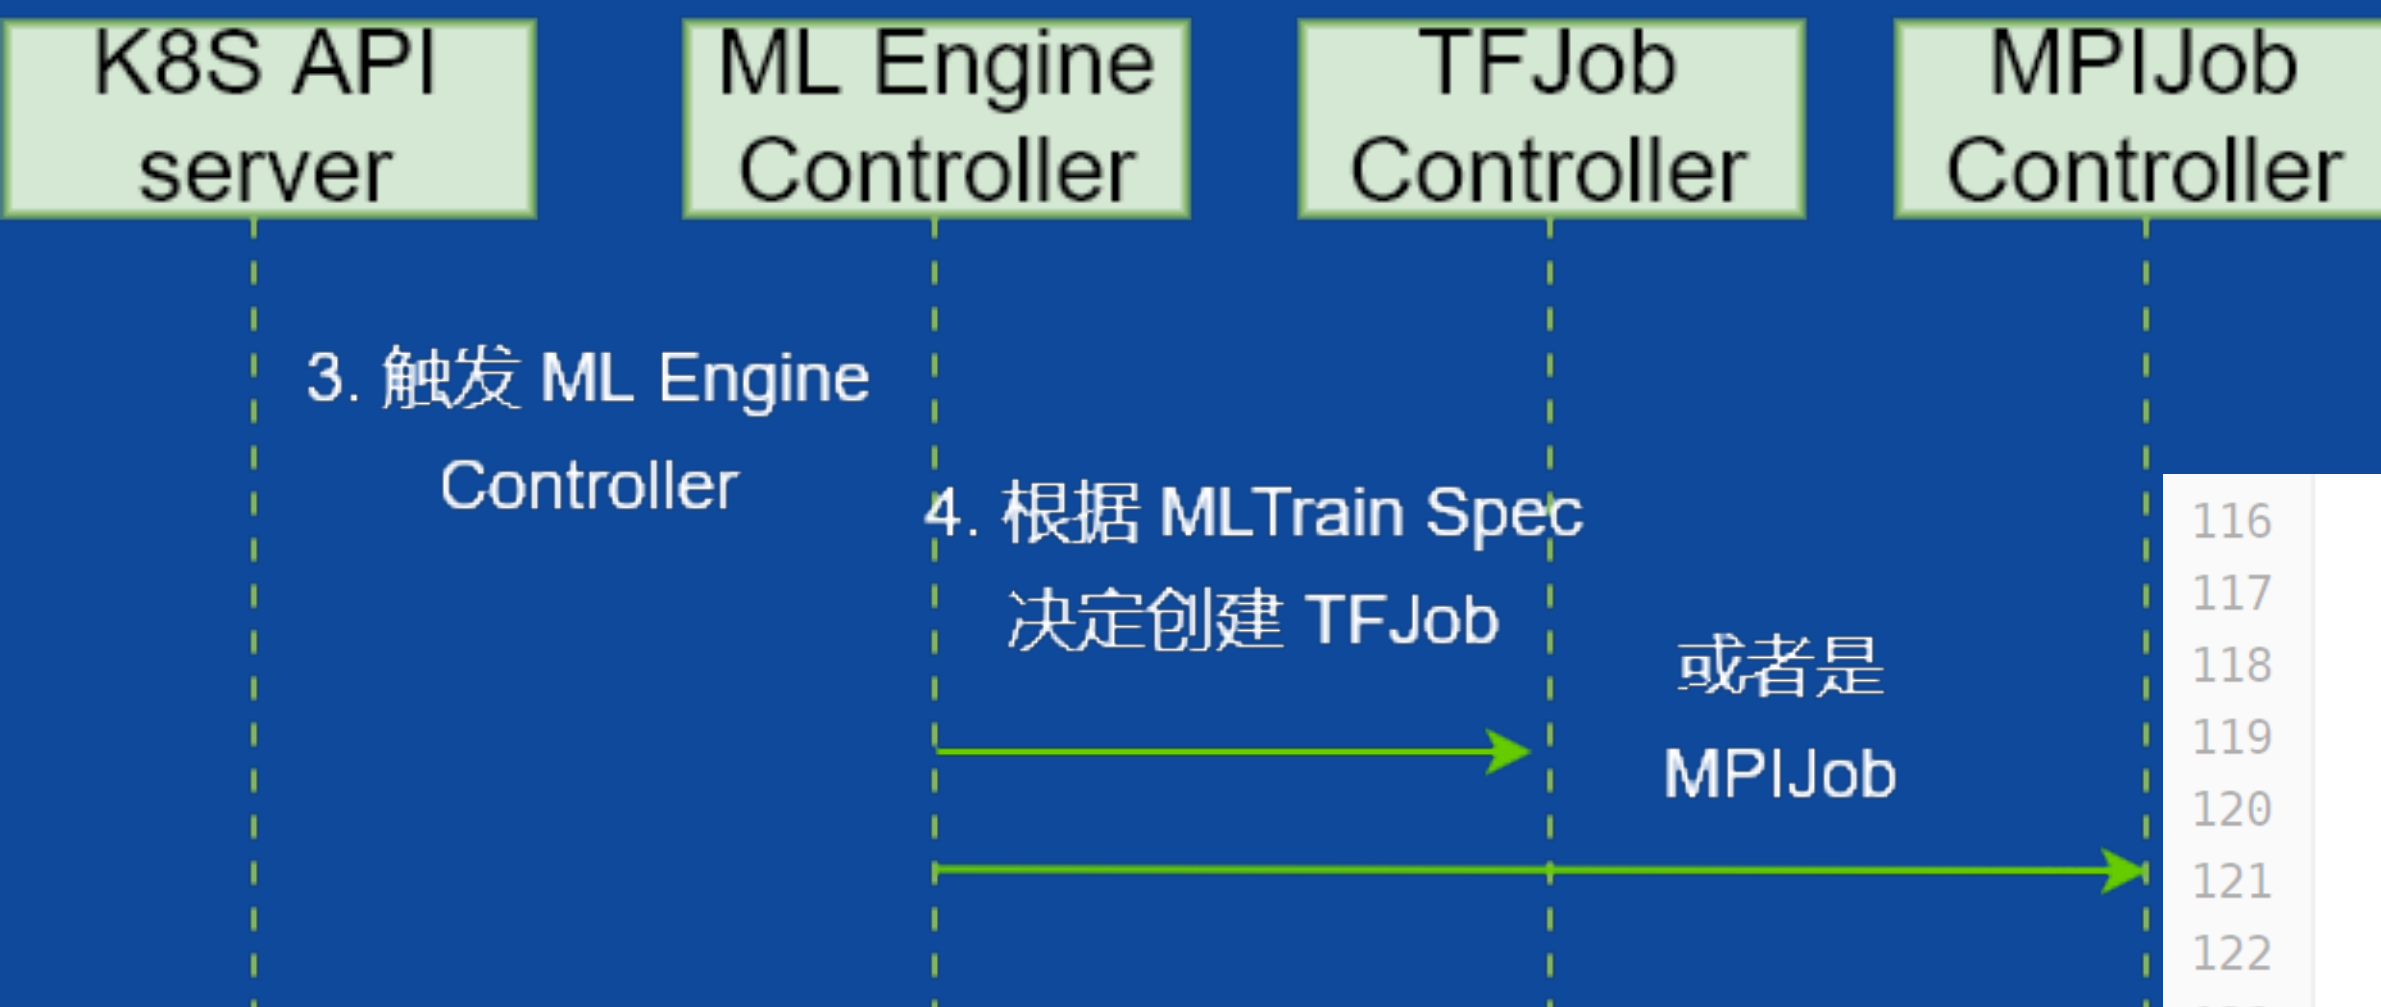 K8S API
server
ML Engine
Controller
TFJob
Controller
MPIJob
Controller
3. 触发 ML Engine
Controller
4. 根据 MLTrain Spec
决定创建 TFJob
或者是
MPIJob
116
117
118
119
120
121
122